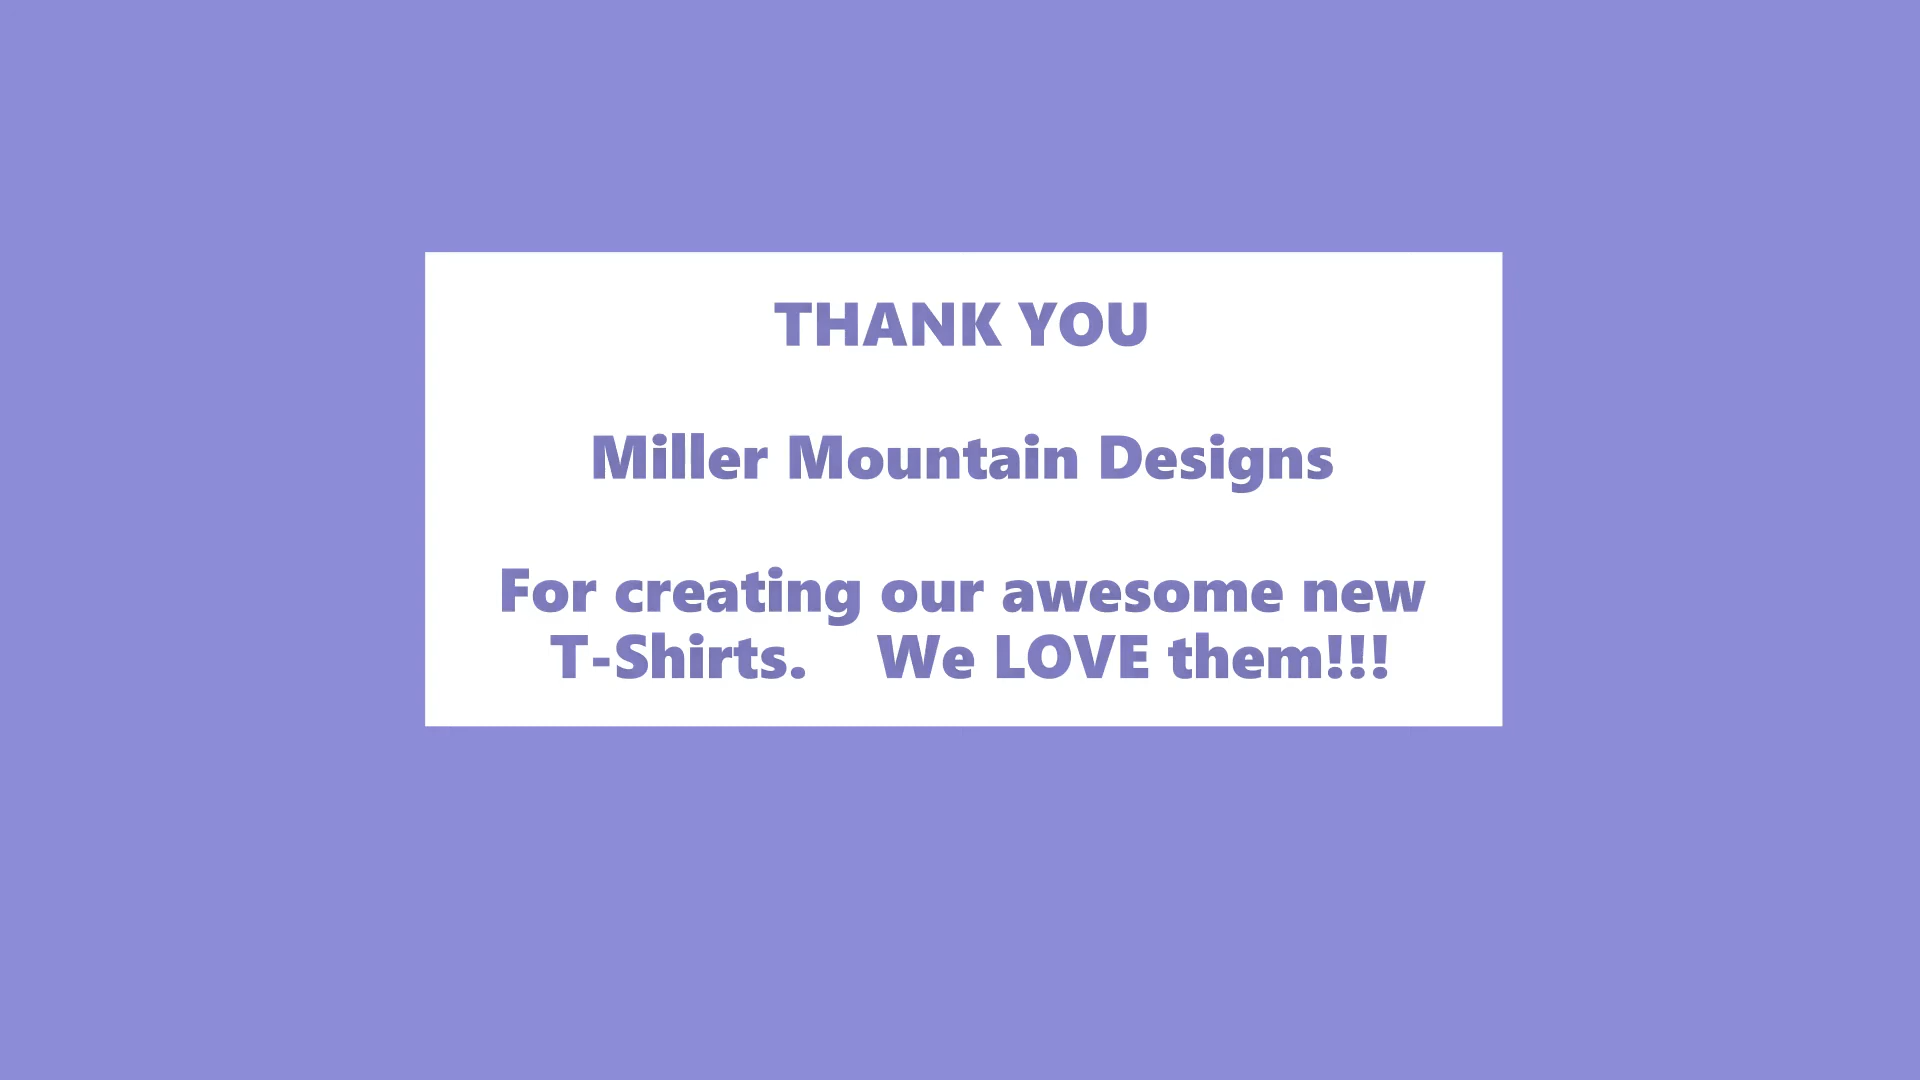 THANK YOU
Miller Mountain Designs
For creating our awesome new
T-Shirts.    We LOVE them!!!